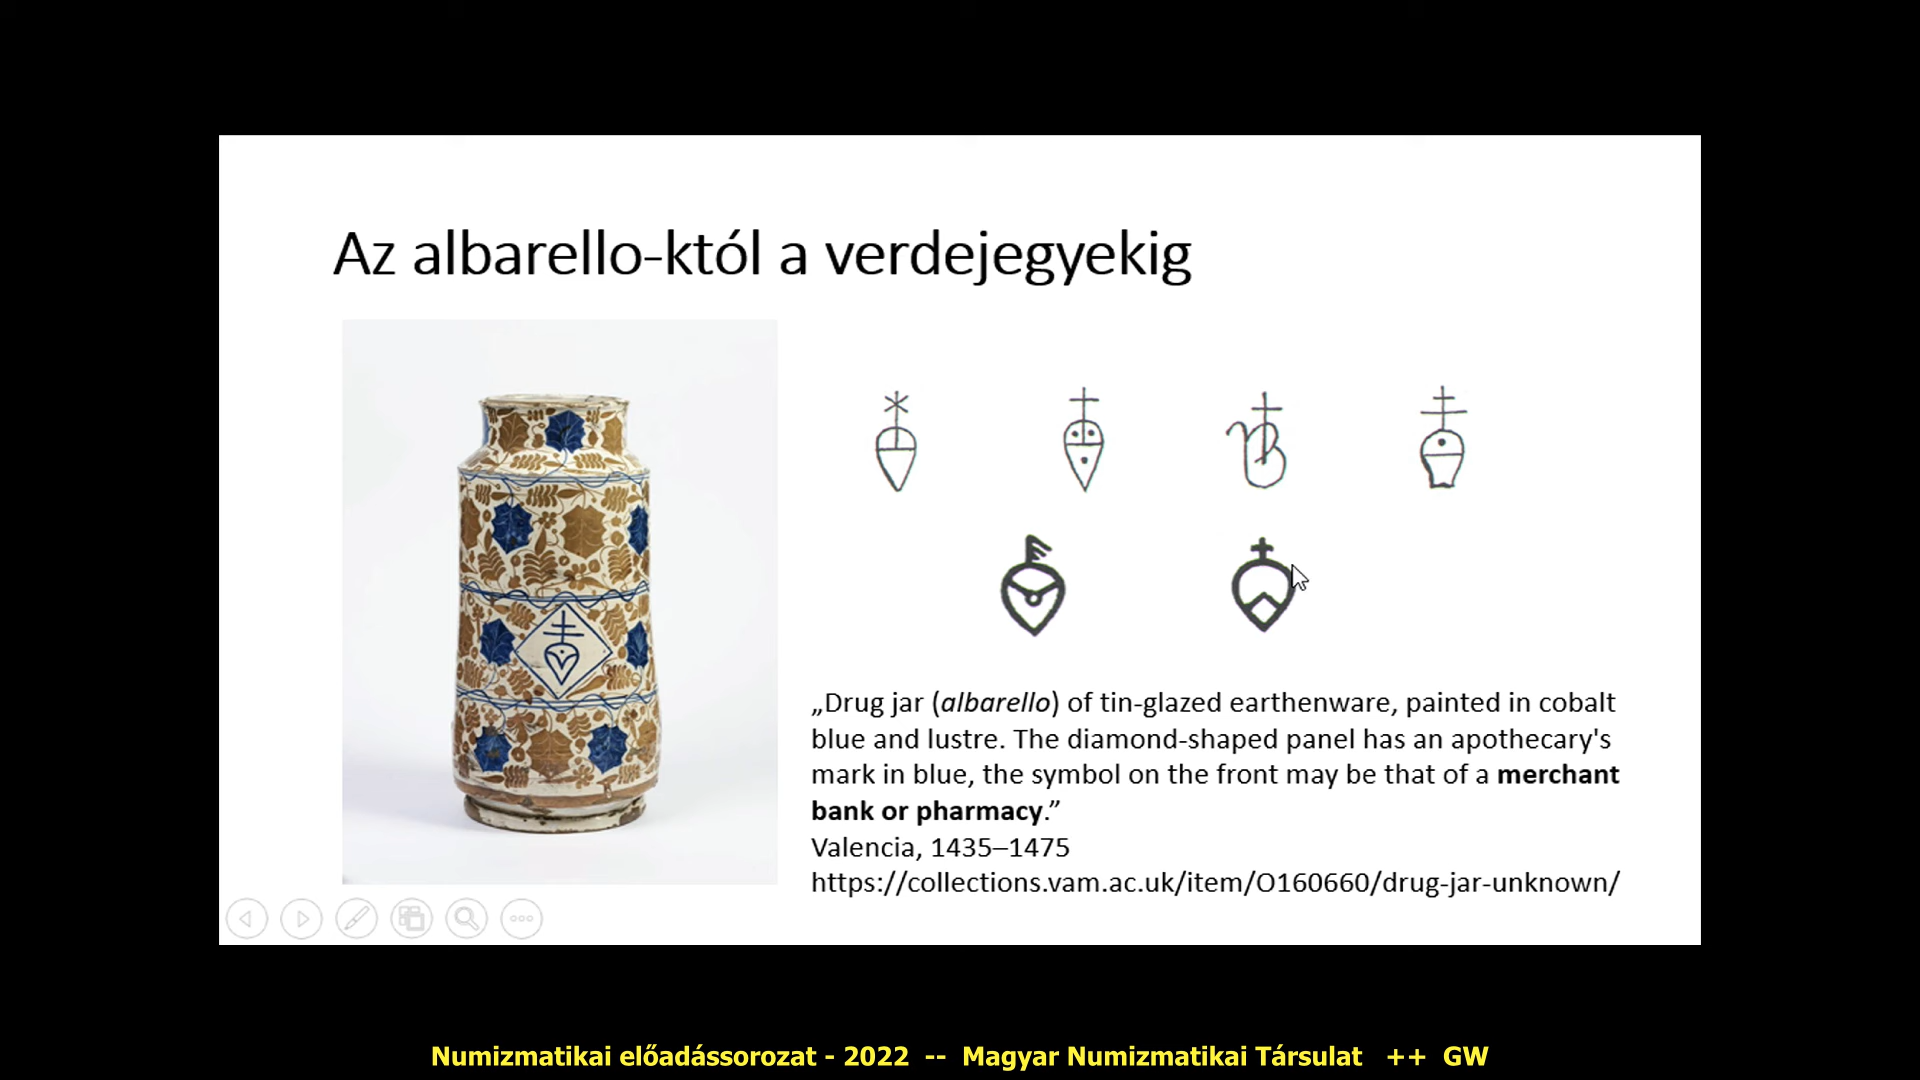 Az albarello-któl a verdejegyekig
„Drug jar (albarello) of tin-glazed earthenware, painted in cobalt
blue and lustre. The diamond-shaped panel has an apothecary's
mark in blue, the symbol on the front may be that of a merchant
bank or pharmacy.”
Valencia, 1435–1475
https://collections.vam.ac.uk/item/O160660/drug-jar-unknown/
Numizmatikai előadássorozat - 2022 -- Magyar Numizmatikai Társulat ++ GW